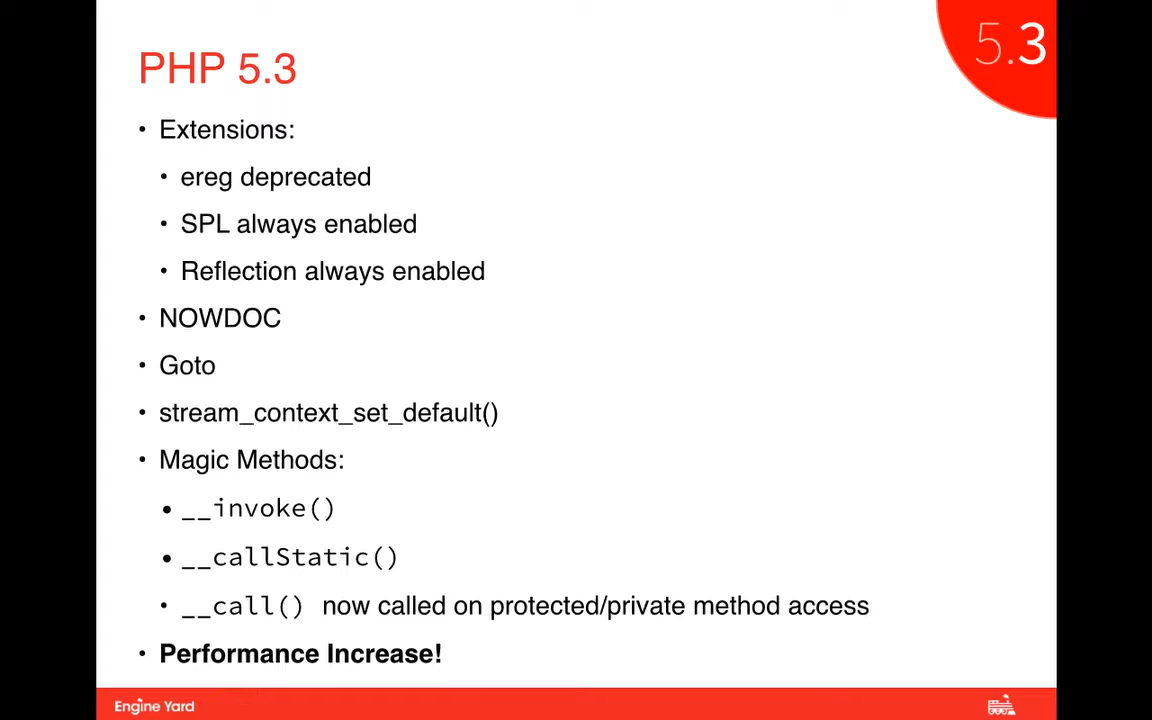 5.3
PHP 5.3
• Extensions:
• ereg deprecated
• SPL always enabled
• Reflection always enabled
• NOWDOC
• Goto
• stream_context_set_default()
• Magic Methods:
• __invoke()
• __callStatic()
• __call() now called on protected/private method access
• Performance Increase!
Engine Yard